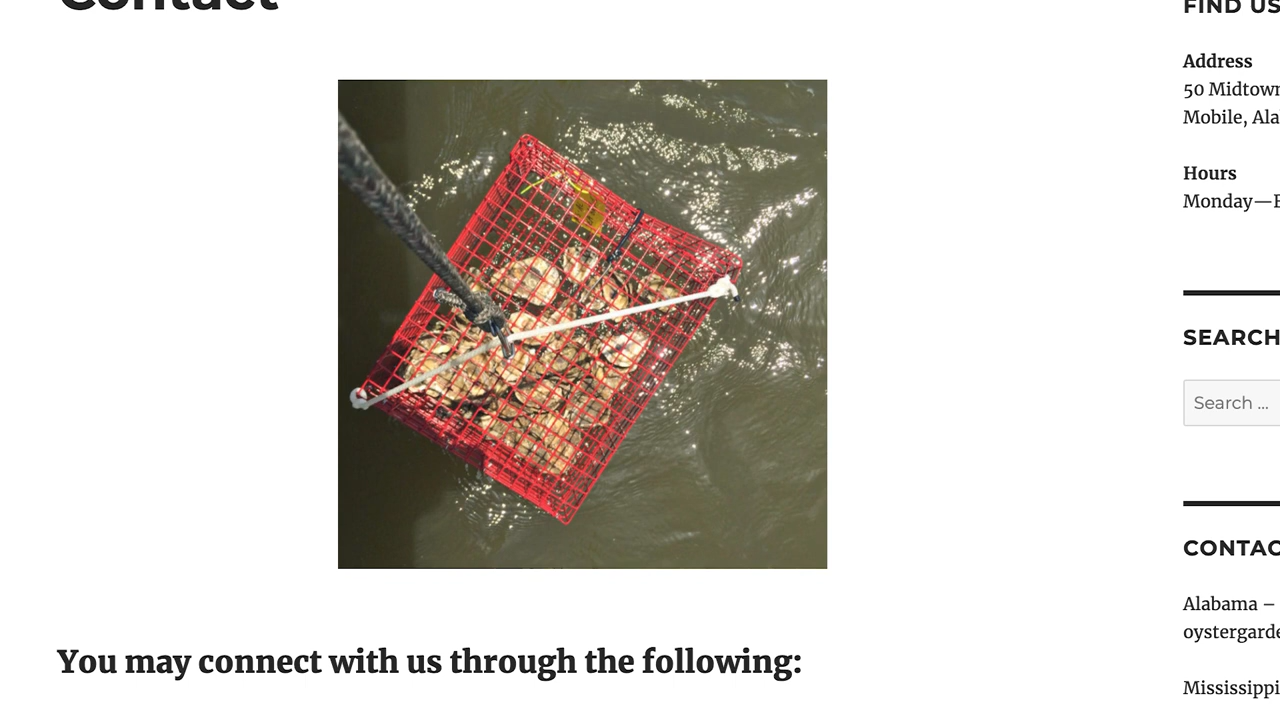 Contact
You may connect with us through the following:
FIND US
Address
50 Midtown
Mobile, Ala
Hours
Monday—
SEARCH
Search ...
CONTAC
Alabama –
oystergarde
Mississippi